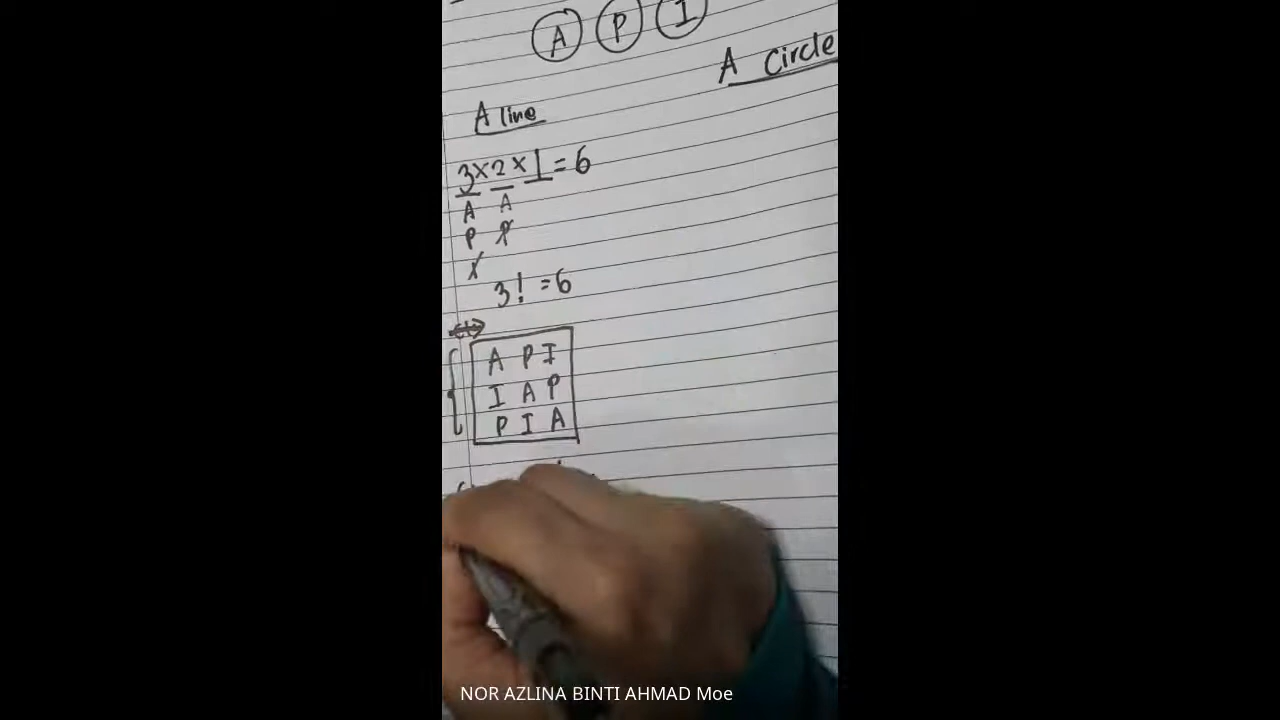 A P I
A Circle
A line
3 x 2 x 1 = 6
A A
P P
I
3! = 6
A P I
I A P
P I A
NOR AZLINA BINTI AHMAD Moe